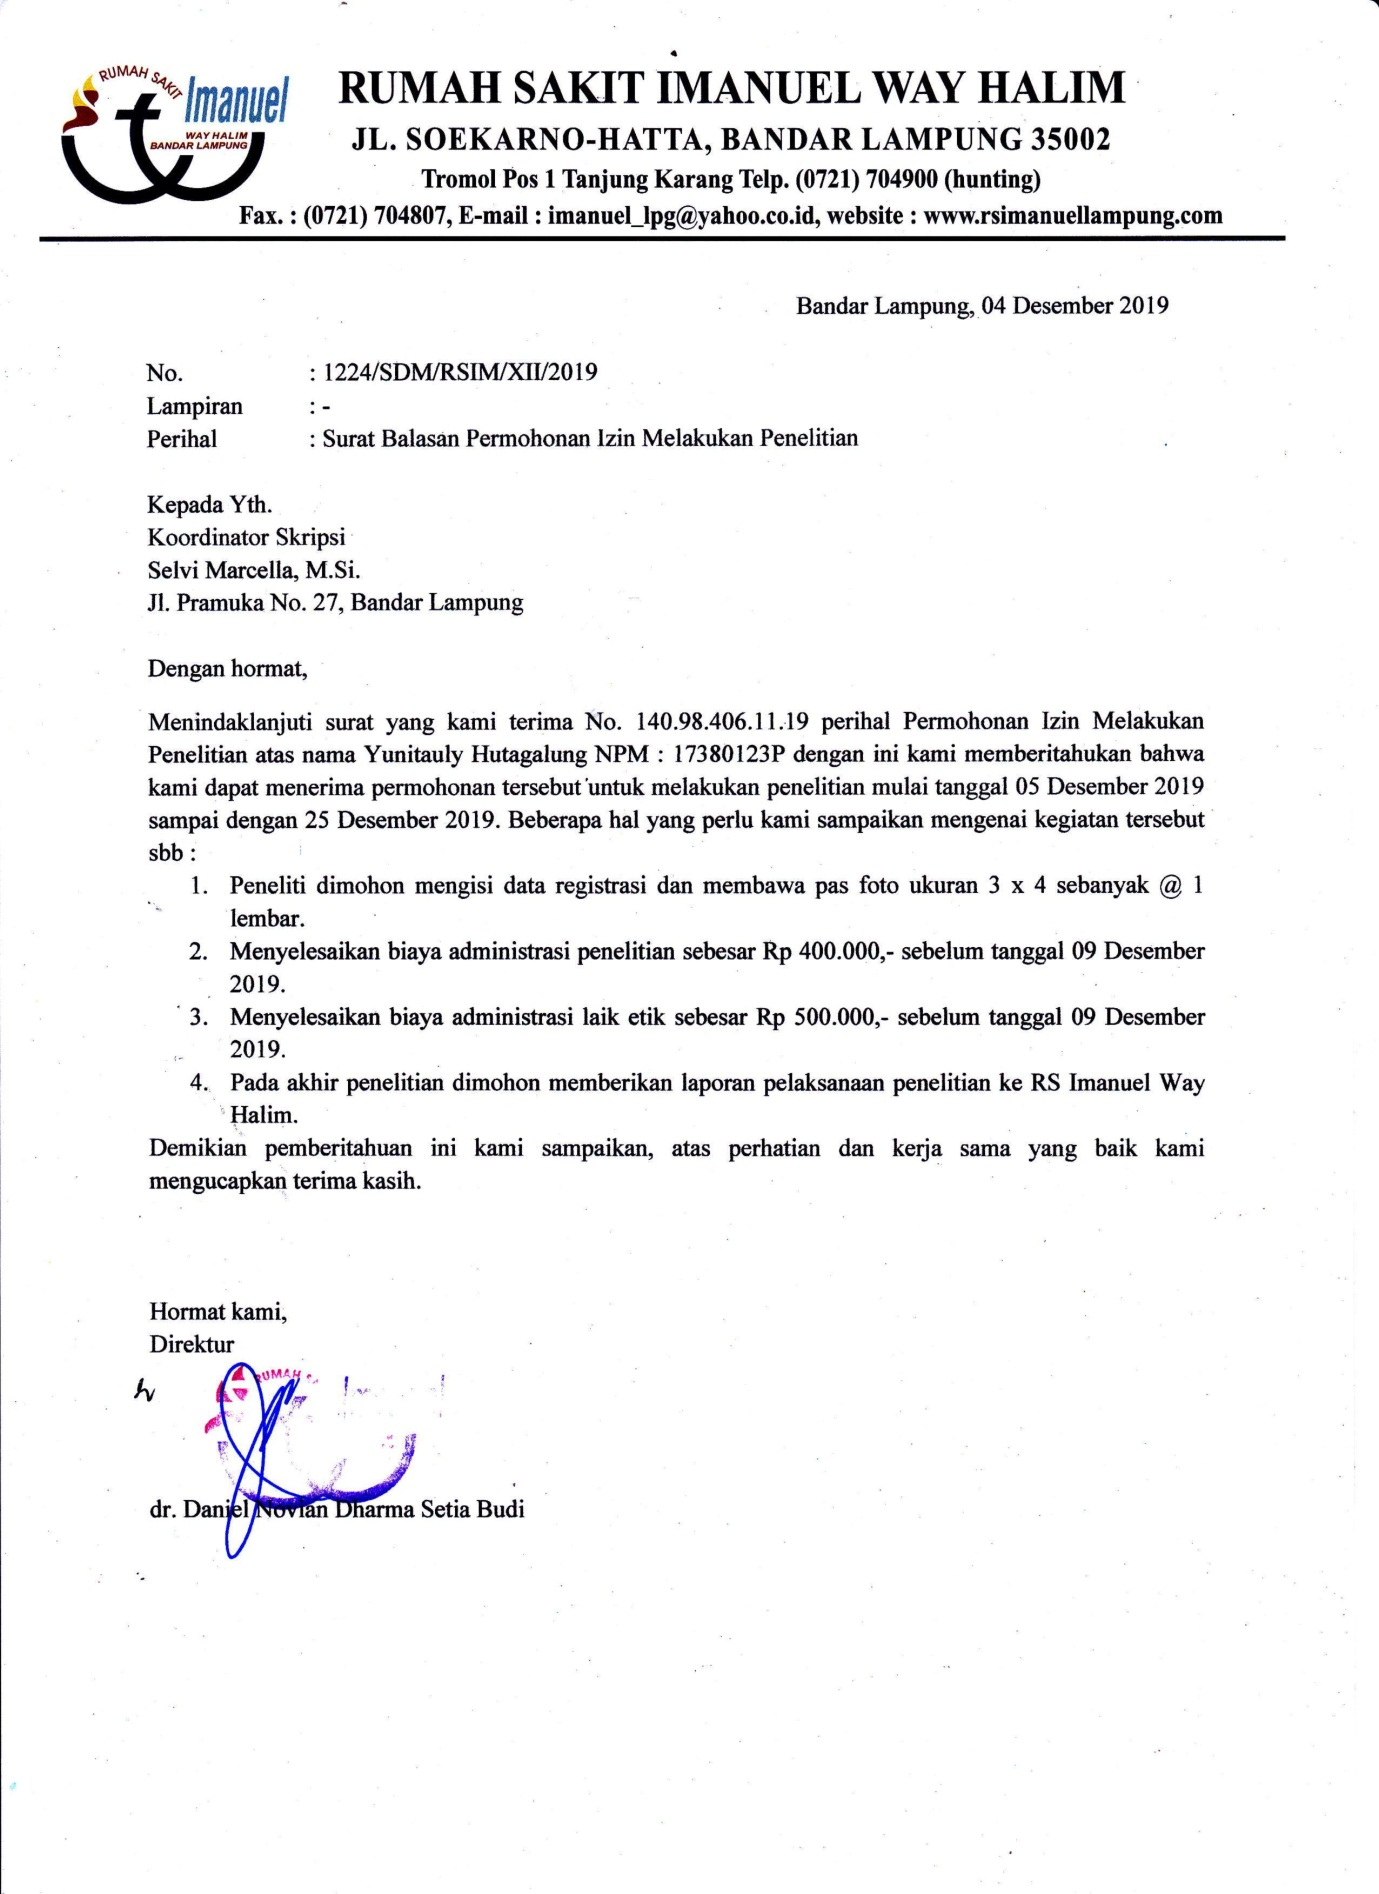 RUMAH SAKIT
Imanuel
WAY HALIM
BANDAR LAMPUNG
RUMAH SAKIT IMANUEL WAY HALIM
JL. SOEKARNO-HATTA, BANDAR LAMPUNG 35002
Tromol Pos 1 Tanjung Karang Telp. (0721) 704900 (hunting)
Fax. : (0721) 704807, E-mail : imanuel_lpg@yahoo.co.id, website : www.rsimanuellampung.com
Bandar Lampung, 04 Desember 2019
No. : 1224/SDM/RSIM/XII/2019
Lampiran : -
Perihal : Surat Balasan Permohonan Izin Melakukan Penelitian
Kepada Yth.
Koordinator Skripsi
Selvi Marcella, M.Si.
Jl. Pramuka No. 27, Bandar Lampung
Dengan hormat,
Menindaklanjuti surat yang kami terima No. 140.98.406.11.19 perihal Permohonan Izin Melakukan
Penelitian atas nama Yunitauly Hutagalung NPM : 17380123P dengan ini kami memberitahukan bahwa
kami dapat menerima permohonan tersebut untuk melakukan penelitian mulai tanggal 05 Desember 2019
sampai dengan 25 Desember 2019. Beberapa hal yang perlu kami sampaikan mengenai kegiatan tersebut
sbb :
1. Peneliti dimohon mengisi data registrasi dan membawa pas foto ukuran 3 x 4 sebanyak @ 1
lembar.
2. Menyelesaikan biaya administrasi penelitian sebesar Rp 400.000,- sebelum tanggal 09 Desember
2019.
3. Menyelesaikan biaya administrasi laik etik sebesar Rp 500.000,- sebelum tanggal 09 Desember
2019.
4. Pada akhir penelitian dimohon memberikan laporan pelaksanaan penelitian ke RS Imanuel Way
Halim.
Demikian pemberitahuan ini kami sampaikan, atas perhatian dan kerja sama yang baik kami
mengucapkan terima kasih.
Hormat kami,
Direktur
RUMAH
dr. Daniel Novian Dharma Setia Budi